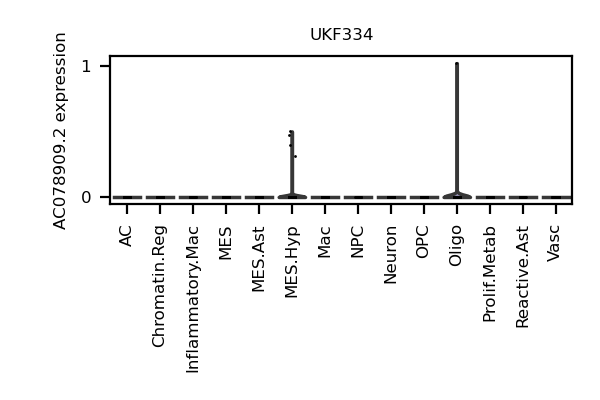 UKF334
AC078909.2 expression
1
0
AC
Chromatin.Reg
Inflammatory.Mac
MES
MES.Ast
MES.Hyp
Mac
NPC
Neuron
OPC
Oligo
Prolif.Metab
Reactive.Ast
Vasc